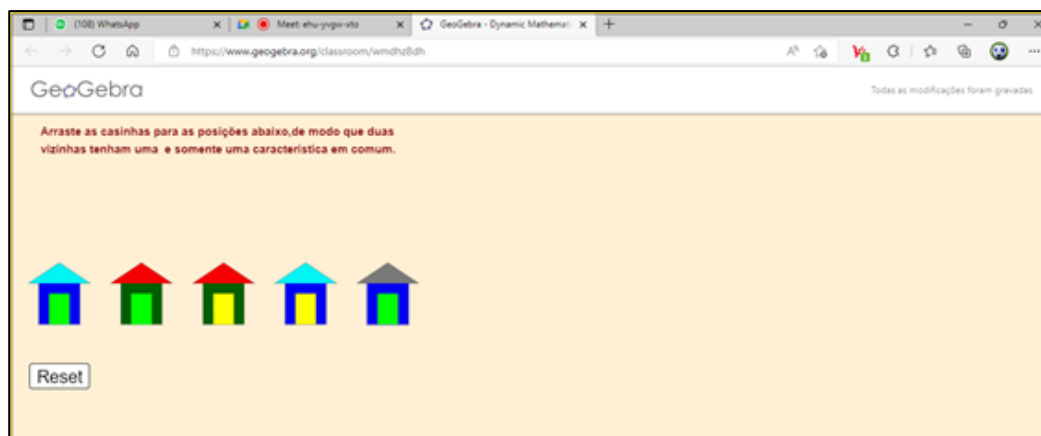 (108) WhatsApp
Meet: ehu-yvgw-xto
GeoGebra - Dynamic Mathemat
https://www.geogebra.org/classroom/wmdhz8dh
GeoGebra
Todas as modificações foram gravadas
Arraste as casinhas para as posições abaixo,de modo que duas
vizinhas tenham uma e somente uma característica em comum.
Reset